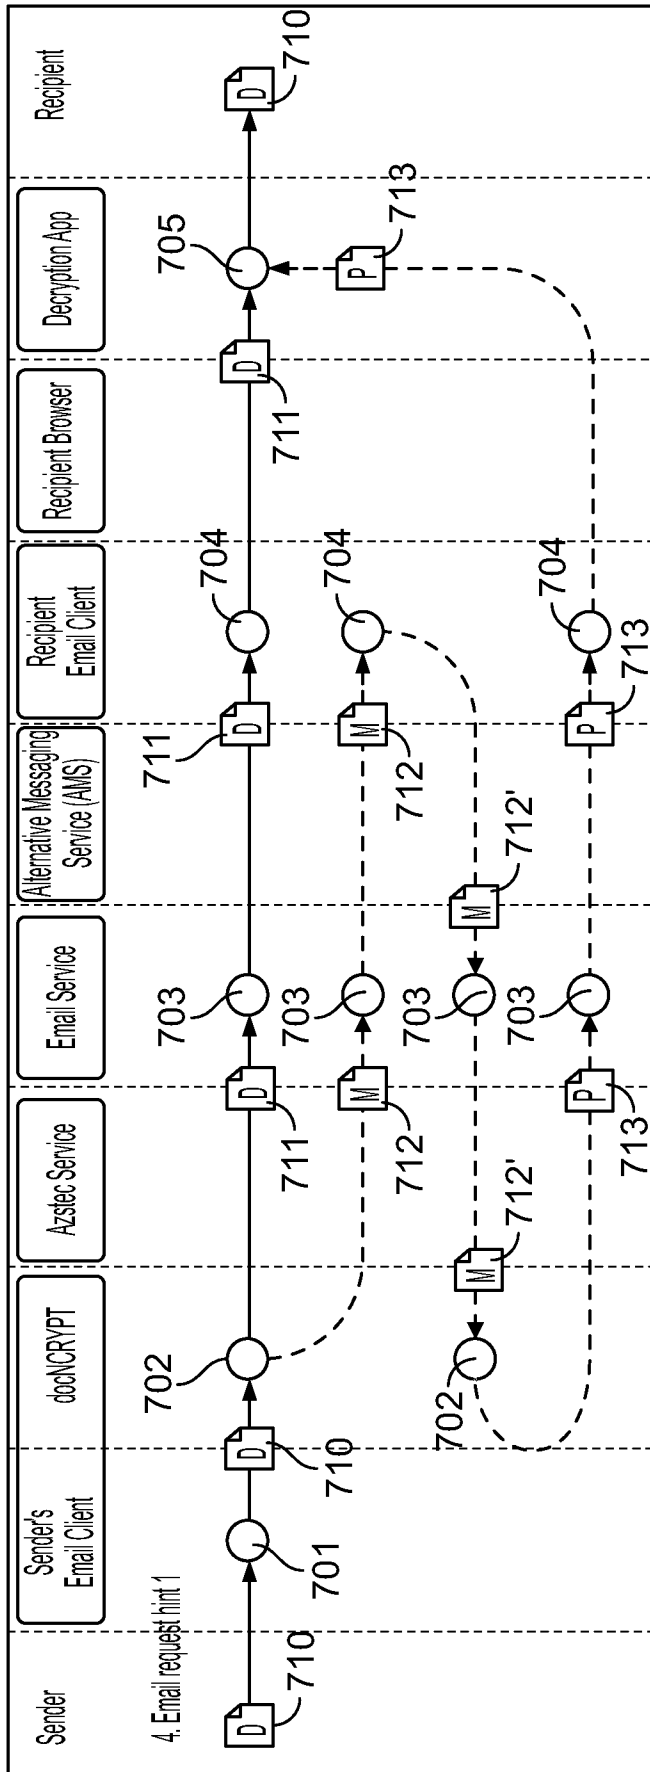 Sender
Sender's
Email Client
docNCRYPT
Azstec Service
Email Service
Alternative Messaging
Service (AMS)
Recipient
Email Client
Recipient Browser
Decryption App
Recipient
4. Email request hint 1
D
710
701
D
710
702
D
711
703
D
711
704
D
711
705
D
710
M
712
703
M
712
704
M
712'
703
M
712'
702
P
713
703
P
713
704
P
713